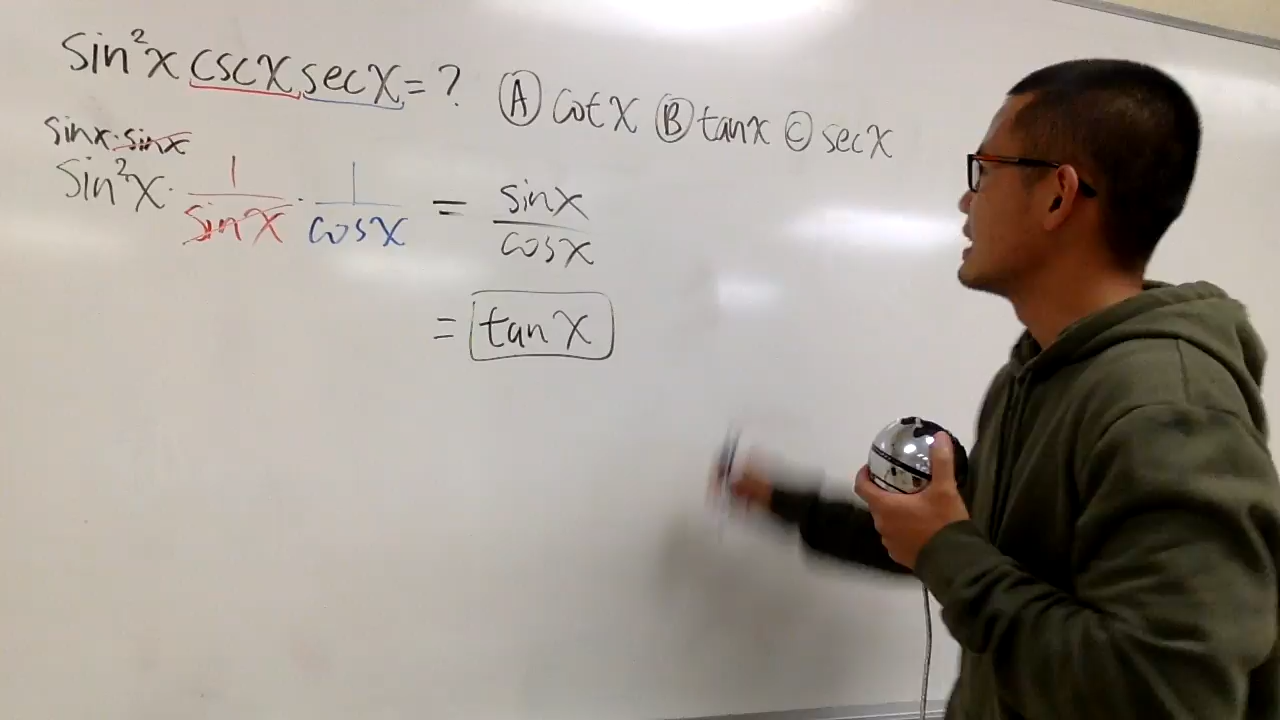 sin²x cscx secx = ? Ⓐ cotx Ⓑ tanx Ⓒ secx
sinx·sinx
sin²x · 1/sinx · 1/cosx = sinx/cosx
= tanx